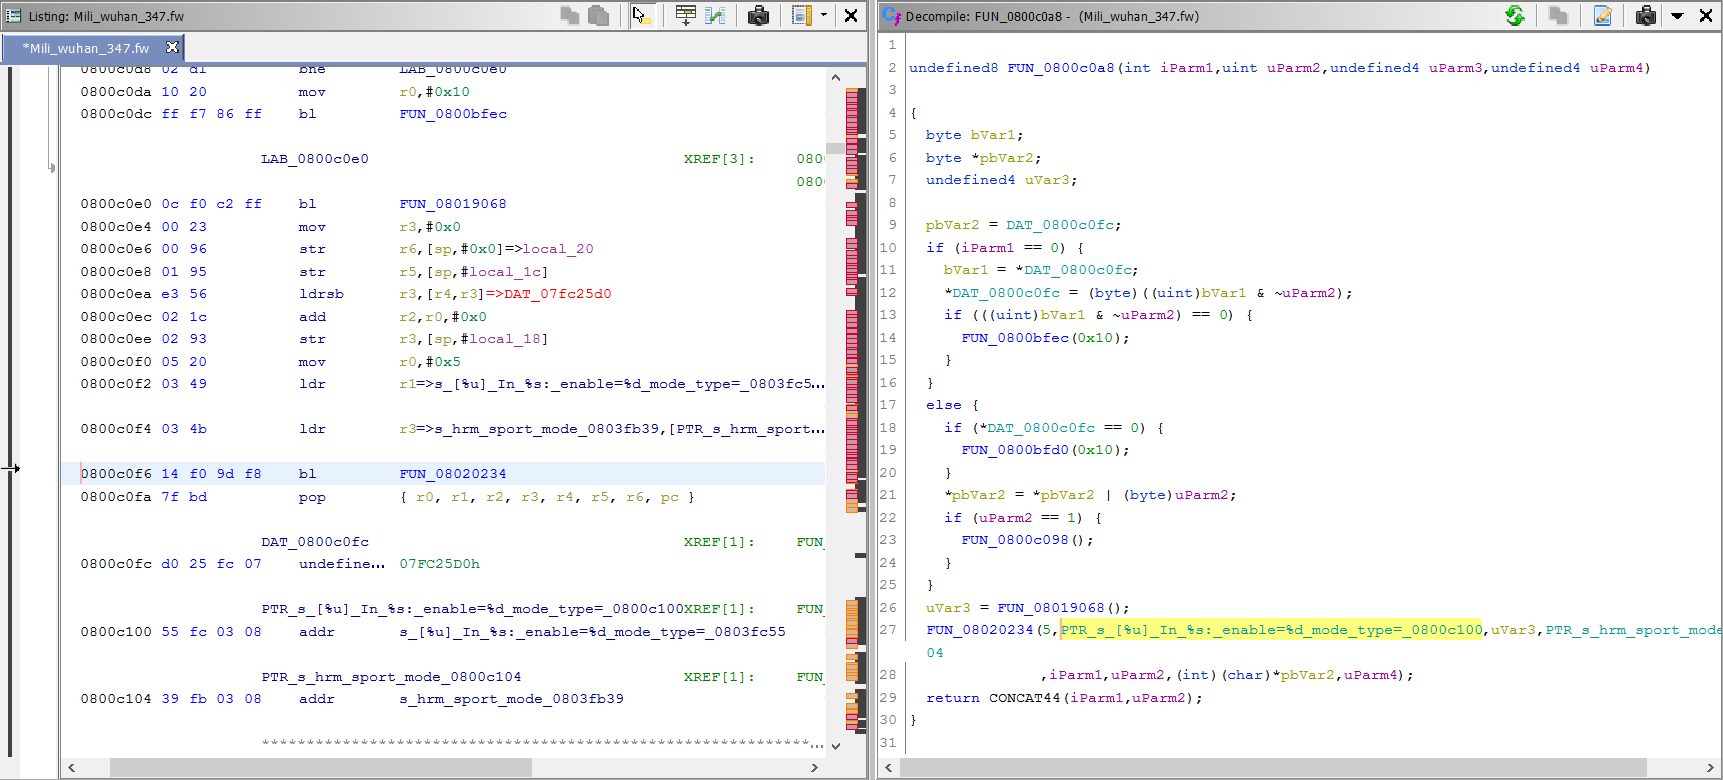 Listing: Mili_wuhan_347.fw
*Mili_wuhan_347.fw
0800c0d8 02 d1 bne LAB_0800c0e0
0800c0da 10 20 mov r0,#0x10
0800c0dc ff f7 86 ff bl FUN_0800bfec
LAB_0800c0e0 XREF[3]: 080
080
0800c0e0 0c f0 c2 ff bl FUN_08019068
0800c0e4 00 23 mov r3,#0x0
0800c0e6 00 96 str r6,[sp,#0x0]=>local_20
0800c0e8 01 95 str r5,[sp,#local_1c]
0800c0ea e3 56 ldrsb r3,[r4,r3]=>DAT_07fc25d0
0800c0ec 02 1c add r2,r0,#0x0
0800c0ee 02 93 str r3,[sp,#local_18]
0800c0f0 05 20 mov r0,#0x5
0800c0f2 03 49 ldr r1=>s_[%u]_In_%s:_enable=%d_mode_type=_0803fc5...
0800c0f4 03 4b ldr r3=>s_hrm_sport_mode_0803fb39,[PTR_s_hrm_sport...
0800c0f6 14 f0 9d f8 bl FUN_08020234
0800c0fa 7f bd pop { r0, r1, r2, r3, r4, r5, r6, pc }
DAT_0800c0fc XREF[1]: FUN_
0800c0fc d0 25 fc 07 undefine... 07FC25D0h
PTR_s_[%u]_In_%s:_enable=%d_mode_type=_0800c100XREF[1]: FUN_
0800c100 55 fc 03 08 addr s_[%u]_In_%s:_enable=%d_mode_type=_0803fc55
PTR_s_hrm_sport_mode_0800c104 XREF[1]: FUN_
0800c104 39 fb 03 08 addr s_hrm_sport_mode_0803fb39
******************************************************************...
Decompile: FUN_0800c0a8 - (Mili_wuhan_347.fw)
1
2 undefined8 FUN_0800c0a8(int iParm1,uint uParm2,undefined4 uParm3,undefined4 uParm4)
3
4 {
5 byte bVar1;
6 byte *pbVar2;
7 undefined4 uVar3;
8
9 pbVar2 = DAT_0800c0fc;
10 if (iParm1 == 0) {
11 bVar1 = *DAT_0800c0fc;
12 *DAT_0800c0fc = (byte)((uint)bVar1 & ~uParm2);
13 if (((uint)bVar1 & ~uParm2) == 0) {
14 FUN_0800bfec(0x10);
15 }
16 }
17 else {
18 if (*DAT_0800c0fc == 0) {
19 FUN_0800bfd0(0x10);
20 }
21 *pbVar2 = *pbVar2 | (byte)uParm2;
22 if (uParm2 == 1) {
23 FUN_0800c098();
24 }
25 }
26 uVar3 = FUN_08019068();
27 FUN_08020234(5,PTR_s_[%u]_In_%s:_enable=%d_mode_type=_0800c100,uVar3,PTR_s_hrm_sport_mode
04
28 ,iParm1,uParm2,(int)(char)*pbVar2,uParm4);
29 return CONCAT44(iParm1,uParm2);
30 }
31